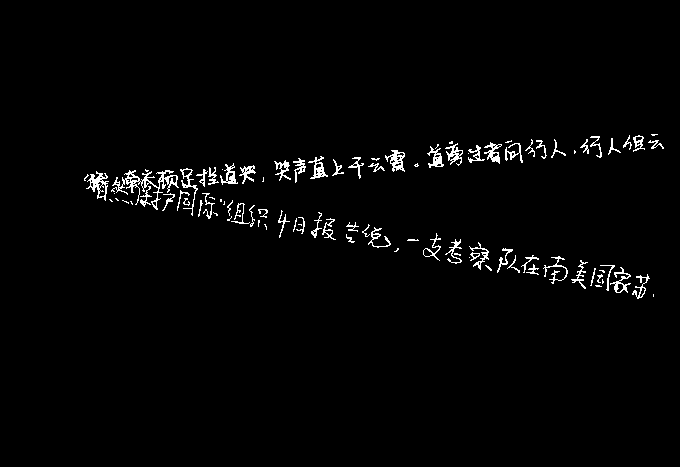 牵衣顿足拦道哭，哭声直上干云霄。道旁过者问行人，行人但云
然保护国际”组织4日报告说，一支考察队在南美国家苏